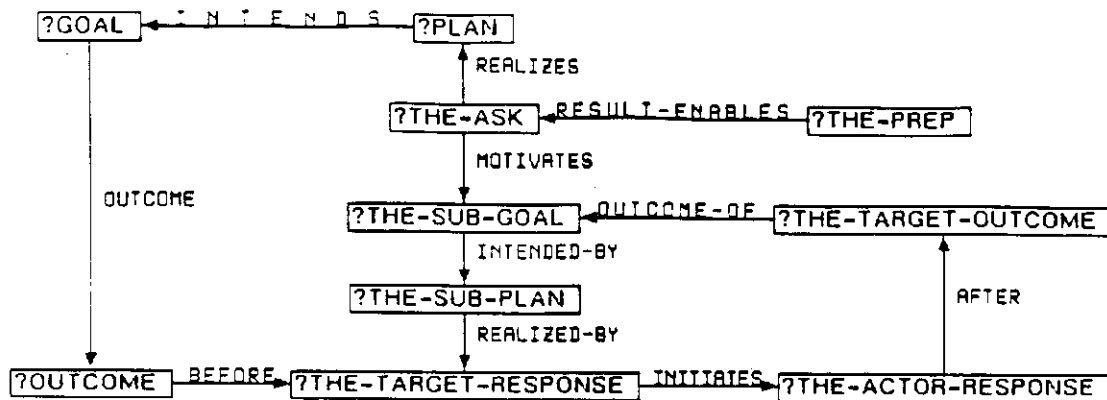 ?GOAL I N T E N D S ?PLAN
REALIZES
?THE-ASK RESULT-ENABLES ?THE-PREP
MOTIVATES
OUTCOME
?THE-SUB-GOAL OUTCOME-OF ?THE-TARGET-OUTCOME
INTENDED-BY
?THE-SUB-PLAN AFTER
REALIZED-BY
?OUTCOME BEFORE ?THE-TARGET-RESPONSE INITIATES ?THE-ACTOR-RESPONSE